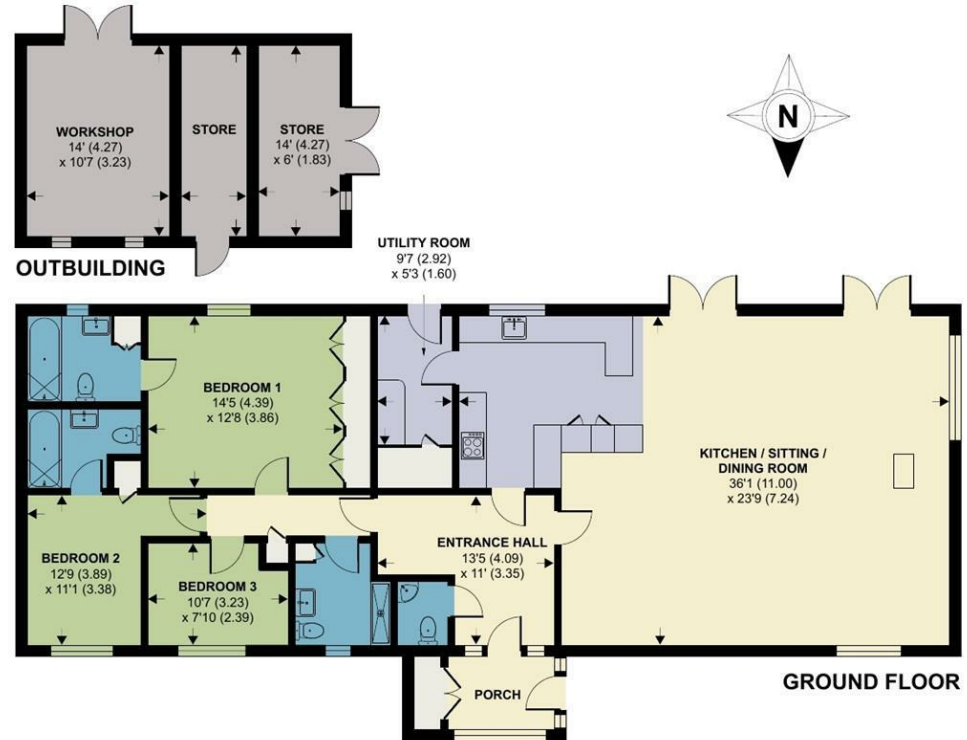 WORKSHOP
14' (4.27)
x 10'7 (3.23)
STORE
STORE
14' (4.27)
x 6' (1.83)
N
OUTBUILDING
UTILITY ROOM
9'7 (2.92)
x 5'3 (1.60)
BEDROOM 1
14'5 (4.39)
x 12'8 (3.86)
KITCHEN / SITTING /
DINING ROOM
36'1 (11.00)
x 23'9 (7.24)
BEDROOM 2
12'9 (3.89)
x 11'1 (3.38)
BEDROOM 3
10'7 (3.23)
x 7'10 (2.39)
ENTRANCE HALL
13'5 (4.09)
x 11' (3.35)
PORCH
GROUND FLOOR